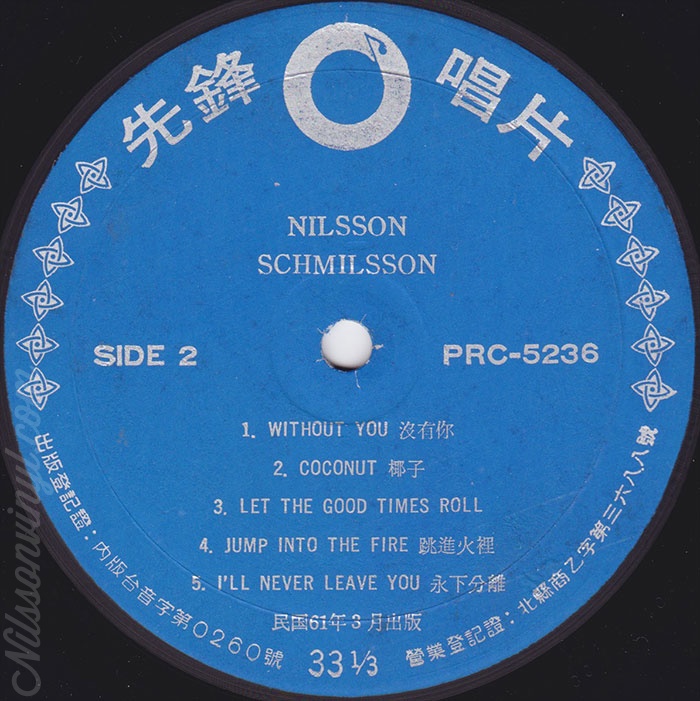 先鋒 唱片
NILSSON
SCHMILSSON
SIDE 2
PRC-5236
1. WITHOUT YOU 沒有你
2. COCONUT 椰子
3. LET THE GOOD TIMES ROLL
4. JUMP INTO THE FIRE 跳進火裡
5. I'LL NEVER LEAVE YOU 永下分離
民国61年3月出版
出版登記證:內版台音字第0260號
33 1/3
營業登記證:北縣商乙字第三六八八號
Nilssonvinyl.com